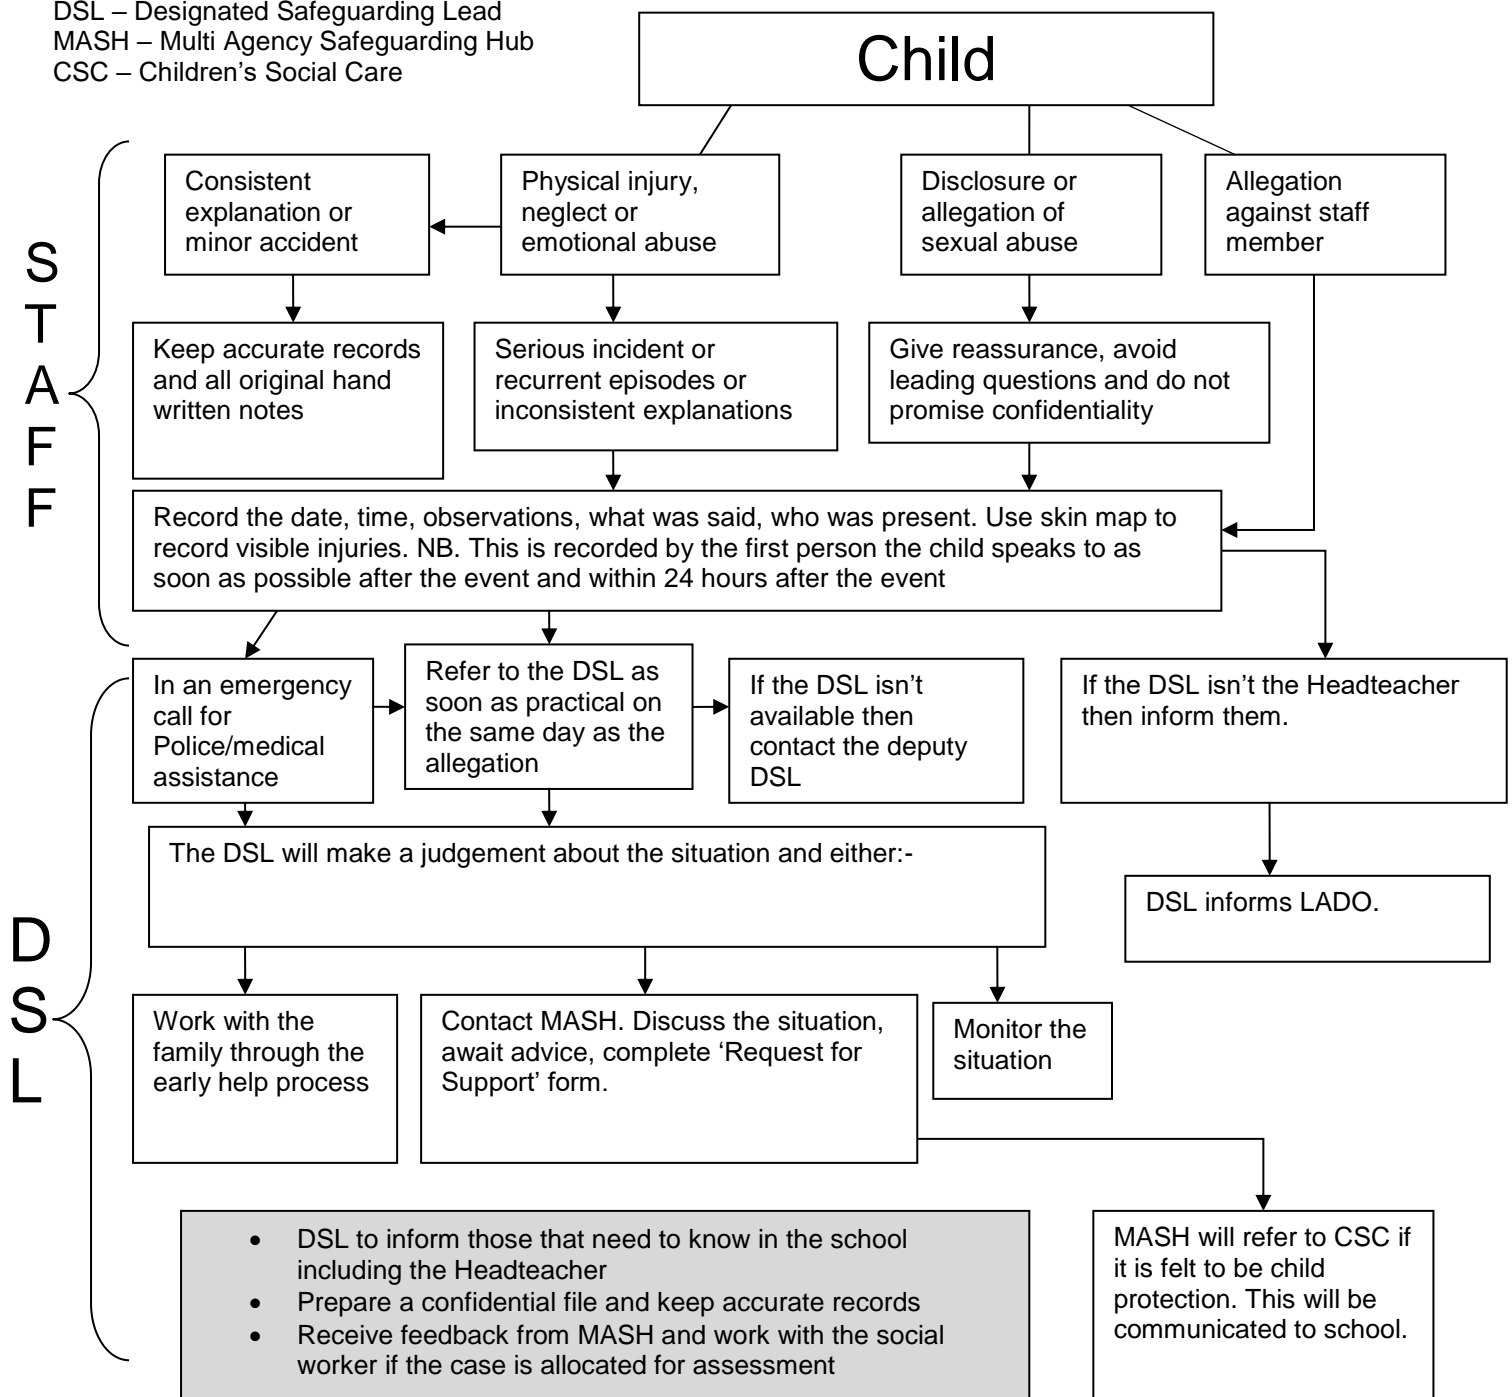 DSL – Designated Safeguarding Lead
MASH – Multi Agency Safeguarding Hub
CSC – Children's Social Care
Child
S
T
A
F
F
Consistent
explanation or
minor accident
Physical injury,
neglect or
emotional abuse
Disclosure or
allegation of
sexual abuse
Allegation
against staff
member
Keep accurate records
and all original hand
written notes
Serious incident or
recurrent episodes or
inconsistent explanations
Give reassurance, avoid
leading questions and do not
promise confidentiality
Record the date, time, observations, what was said, who was present. Use skin map to
record visible injuries. NB. This is recorded by the first person the child speaks to as
soon as possible after the event and within 24 hours after the event
D
S
L
In an emergency
call for
Police/medical
assistance
Refer to the DSL as
soon as practical on
the same day as the
allegation
If the DSL isn't
available then
contact the deputy
DSL
If the DSL isn't the Headteacher
then inform them.
The DSL will make a judgement about the situation and either:-
DSL informs LADO.
Work with the
family through the
early help process
Contact MASH. Discuss the situation,
await advice, complete 'Request for
Support' form.
Monitor the
situation
• DSL to inform those that need to know in the school
including the Headteacher
• Prepare a confidential file and keep accurate records
• Receive feedback from MASH and work with the social
worker if the case is allocated for assessment
MASH will refer to CSC if
it is felt to be child
protection. This will be
communicated to school.